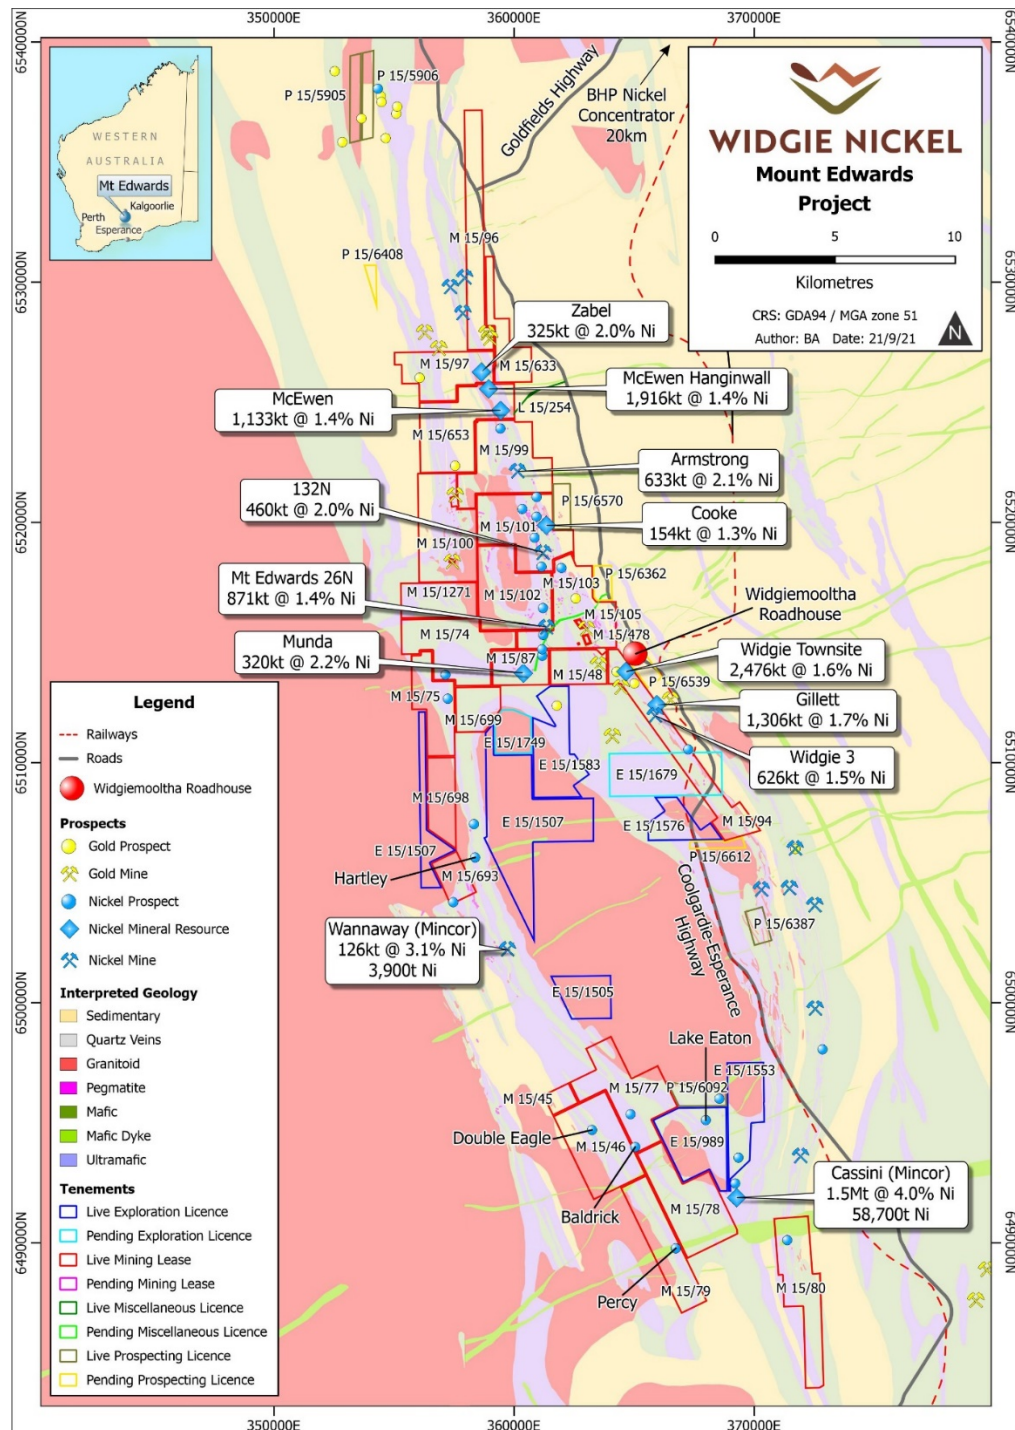 350000E
360000E
370000E
6540000N
6530000N
6520000N
6510000N
6500000N
6490000N
6540000N
6530000N
6520000N
6510000N
6500000N
6490000N
350000E
360000E
370000E
WESTERN
AUSTRALIA
Mt Edwards
Kalgoorlie
Perth
Esperance
WIDGIE NICKEL
Mount Edwards
Project
0
5
10
Kilometres
CRS: GDA94 / MGA zone 51
Author: BA Date: 21/9/21
N
BHP Nickel
Concentrator
20km
Goldfields Highway
P 15/5906
P 15/5905
M 15/96
P 15/6408
Zabel
325kt @ 2.0% Ni
M 15/97
M 15/633
McEwen Hanginwall
1,916kt @ 1.4% Ni
McEwen
1,133kt @ 1.4% Ni
L 15/254
M 15/653
M 15/99
Armstrong
633kt @ 2.1% Ni
132N
460kt @ 2.0% Ni
P 15/6570
M 15/101
Cooke
154kt @ 1.3% Ni
M 15/100
Mt Edwards 26N
871kt @ 1.4% Ni
M 15/1271
M 15/102
M 15/103
P 15/6362
Widgiemooltha
Roadhouse
M 15/105
M 15/74
M 15/478
Munda
320kt @ 2.2% Ni
M 15/87
M 15/48
Widgie Townsite
2,476kt @ 1.6% Ni
P 15/6539
M 15/75
M 15/699
Gillett
1,306kt @ 1.7% Ni
E 15/1749
E 15/1583
Widgie 3
626kt @ 1.5% Ni
E 15/1679
M 15/698
E 15/1507
E 15/1576
M 15/94
E 15/1507
P 15/6612
Hartley
M 15/693
Coolgardie-Esperance
Highway
P 15/6387
Wannaway (Mincor)
126kt @ 3.1% Ni
3,900t Ni
E 15/1505
Lake Eaton
E 15/1553
M 15/77
P 15/6092
M 15/45
Double Eagle
M 15/46
E 15/989
Cassini (Mincor)
1.5Mt @ 4.0% Ni
58,700t Ni
Baldrick
M 15/78
Percy
M 15/79
M 15/80
Legend
Railways
Roads
Widgiemooltha Roadhouse
Prospects
Gold Prospect
Gold Mine
Nickel Prospect
Nickel Mineral Resource
Nickel Mine
Interpreted Geology
Sedimentary
Quartz Veins
Granitoid
Pegmatite
Mafic
Mafic Dyke
Ultramafic
Tenements
Live Exploration Licence
Pending Exploration Licence
Live Mining Lease
Pending Mining Lease
Live Miscellaneous Licence
Pending Miscellaneous Licence
Live Prospecting Licence
Pending Prospecting Licence